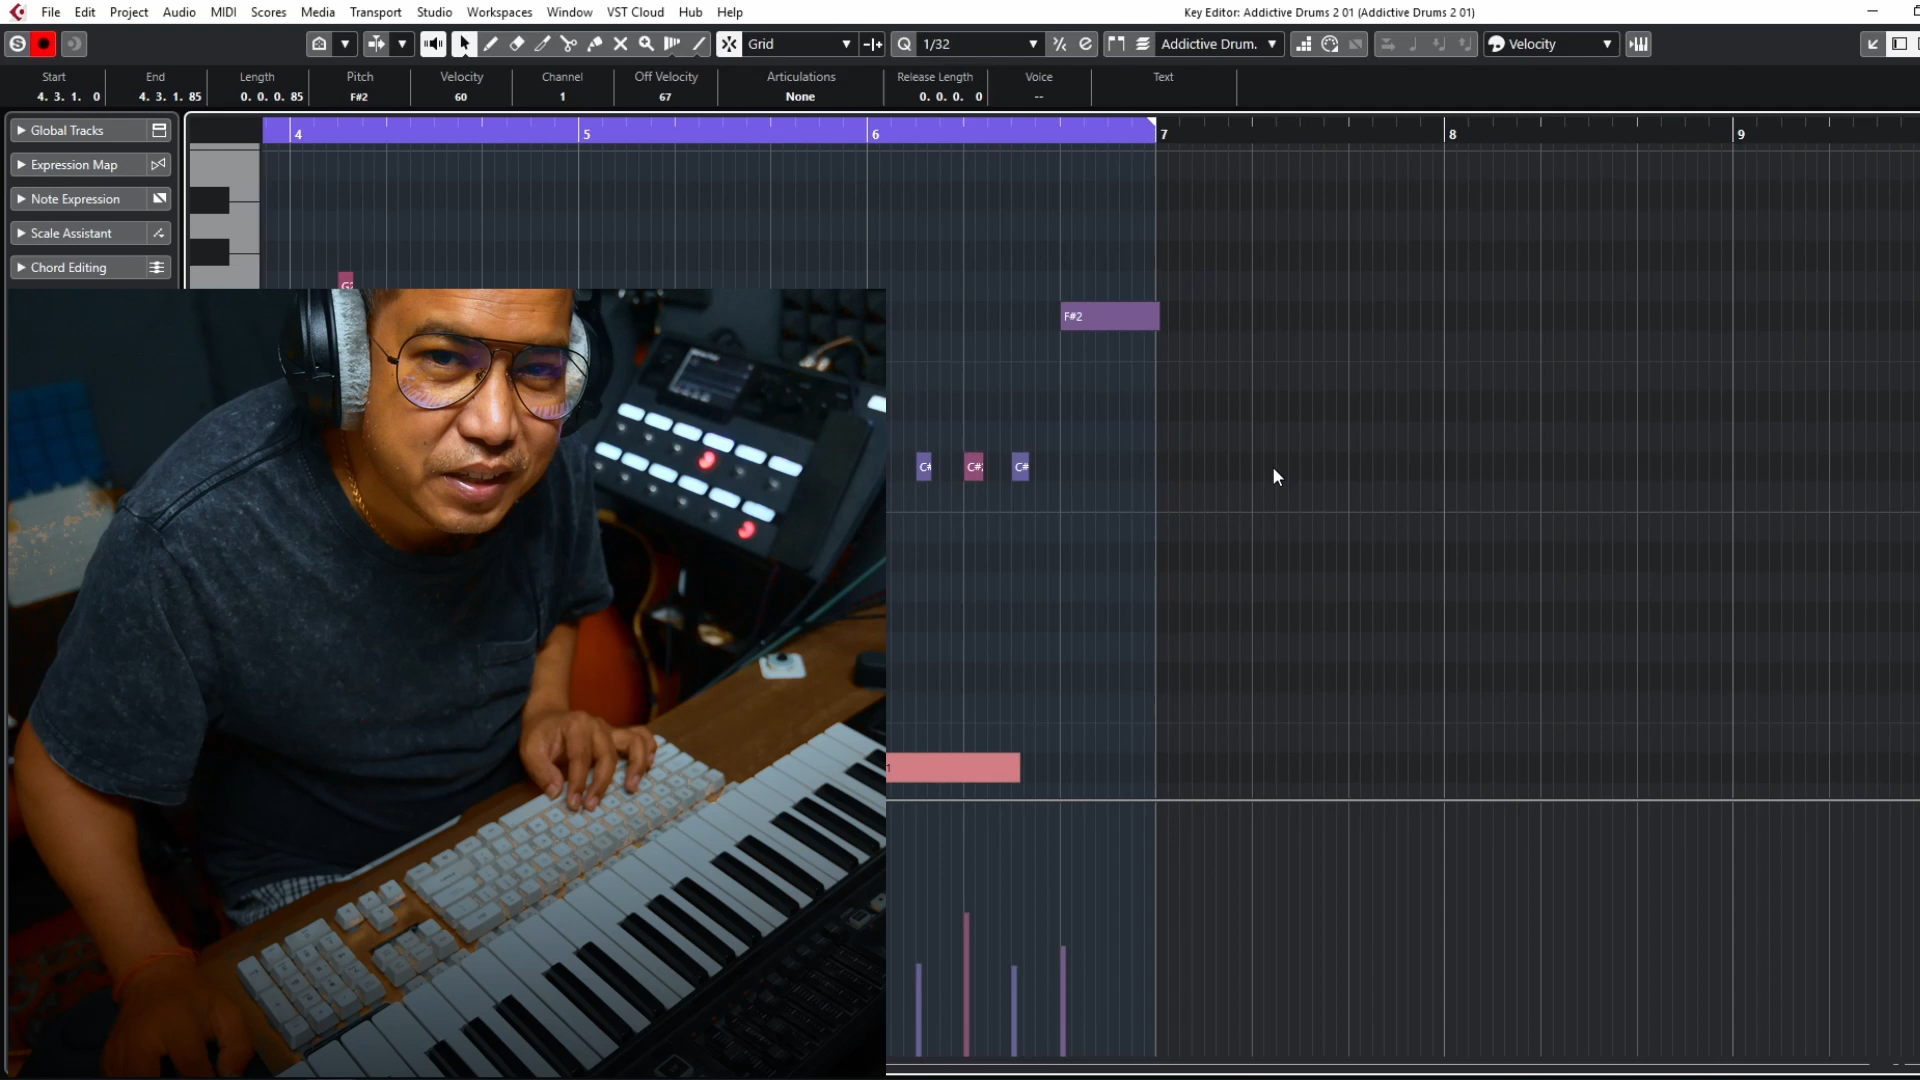 File Edit Project Audio MIDI Scores Media Transport Studio Workspaces Window VST Cloud Hub Help
Key Editor: Addictive Drums 2 01 (Addictive Drums 2 01)
Grid
1/32
Addictive Drum.
Velocity
Start End Length Pitch Velocity Channel Off Velocity Articulations Release Length Voice Text
4. 3. 1. 0 4. 3. 1. 85 0. 0. 0. 85 F#2 60 1 67 None 0. 0. 0. 0 --
Global Tracks
4 5 6 7 8 9
Expression Map
Note Expression
Scale Assistant
Chord Editing
F#2
C# C#2 C#
1